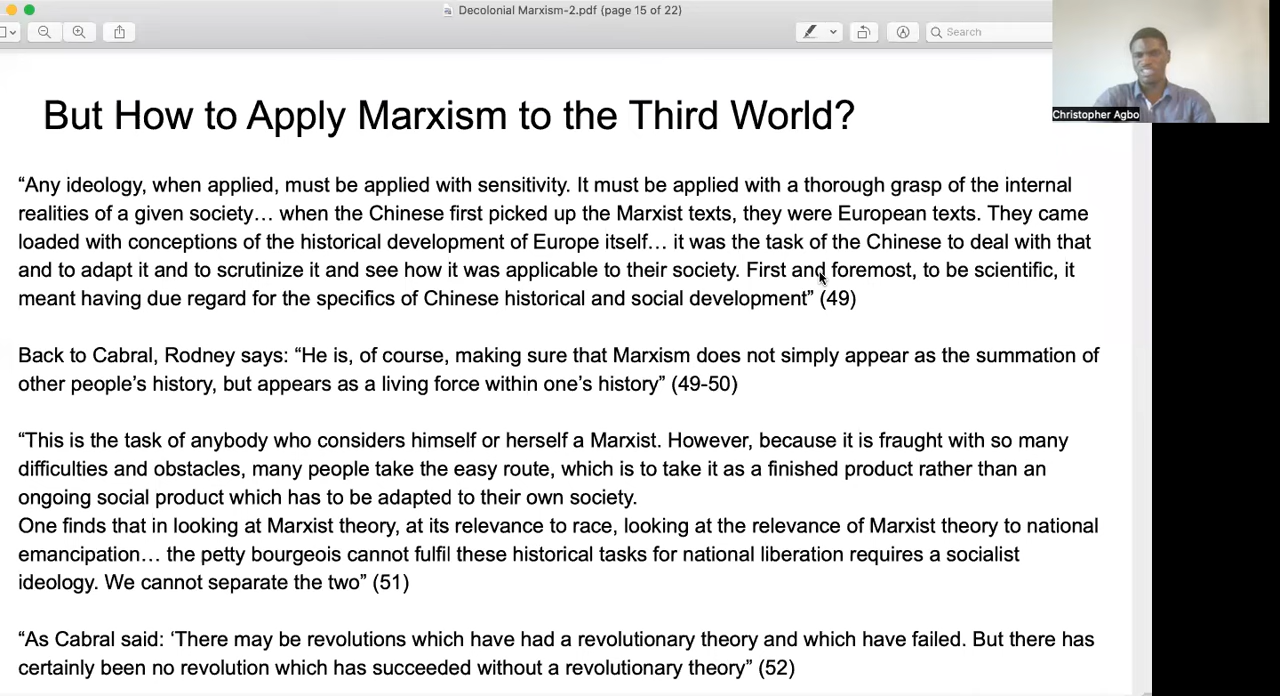 Decolonial Marxism-2.pdf (page 15 of 22)
Search
Christopher Agbo
But How to Apply Marxism to the Third World?
“Any ideology, when applied, must be applied with sensitivity. It must be applied with a thorough grasp of the internal
realities of a given society… when the Chinese first picked up the Marxist texts, they were European texts. They came
loaded with conceptions of the historical development of Europe itself… it was the task of the Chinese to deal with that
and to adapt it and to scrutinize it and see how it was applicable to their society. First and foremost, to be scientific, it
meant having due regard for the specifics of Chinese historical and social development” (49)
Back to Cabral, Rodney says: “He is, of course, making sure that Marxism does not simply appear as the summation of
other people’s history, but appears as a living force within one’s history” (49-50)
“This is the task of anybody who considers himself or herself a Marxist. However, because it is fraught with so many
difficulties and obstacles, many people take the easy route, which is to take it as a finished product rather than an
ongoing social product which has to be adapted to their own society.
One finds that in looking at Marxist theory, at its relevance to race, looking at the relevance of Marxist theory to national
emancipation… the petty bourgeois cannot fulfil these historical tasks for national liberation requires a socialist
ideology. We cannot separate the two” (51)
“As Cabral said: ‘There may be revolutions which have had a revolutionary theory and which have failed. But there has
certainly been no revolution which has succeeded without a revolutionary theory” (52)